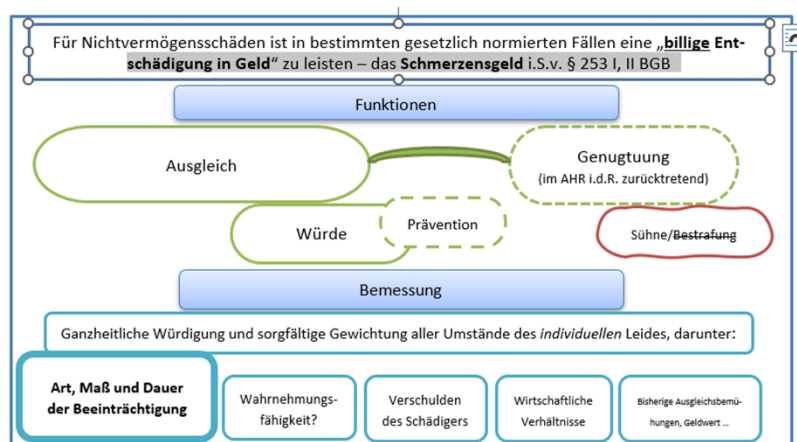 Für Nichtvermögensschäden ist in bestimmten gesetzlich normierten Fällen eine „billige Ent-
schädigung in Geld“ zu leisten – das Schmerzensgeld i.S.v. § 253 I, II BGB
Funktionen
Ausgleich
Genugtuung
(im AHR i.d.R. zurücktretend)
Würde
Prävention
Sühne/Bestrafung
Bemessung
Ganzheitliche Würdigung und sorgfältige Gewichtung aller Umstände des individuellen Leides, darunter:
Art, Maß und Dauer
der Beeinträchtigung
Wahrnehmungs-
fähigkeit?
Verschulden
des Schädigers
Wirtschaftliche
Verhältnisse
Bisherige Ausgleichsbemü-
hungen, Geldwert ...